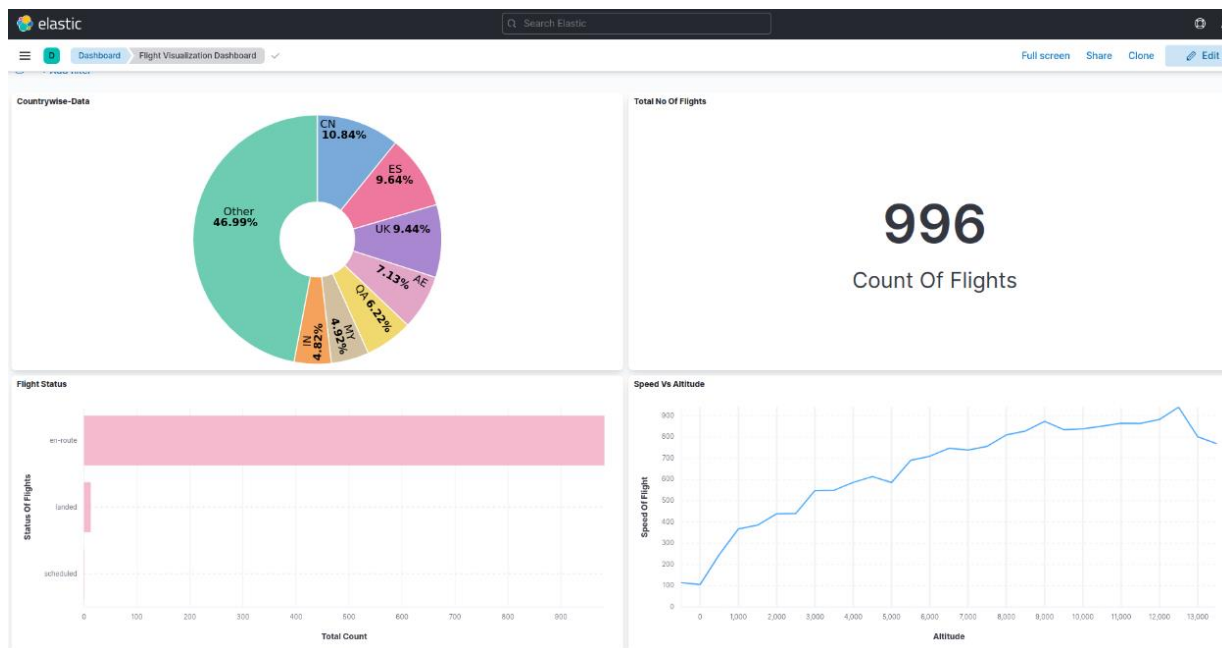 elastic
Search Elastic
D
Dashboard
Flight Visualization Dashboard
Full screen
Share
Clone
Edit
Countrywise-Data
CN
10.84%
ES
9.64%
UK 9.44%
AE
7.13%
QA 6.22%
MY
4.92%
IN
4.82%
Other
46.99%
Total No Of Flights
996
Count Of Flights
Flight Status
Status Of Flights
en-route
landed
scheduled
0 100 200 300 400 500 600 700 800 900
Total Count
Speed Vs Altitude
Speed Of Flight
900
800
700
600
500
400
300
200
100
0
0 1,000 2,000 3,000 4,000 5,000 6,000 7,000 8,000 9,000 10,000 11,000 12,000 13,000
Altitude